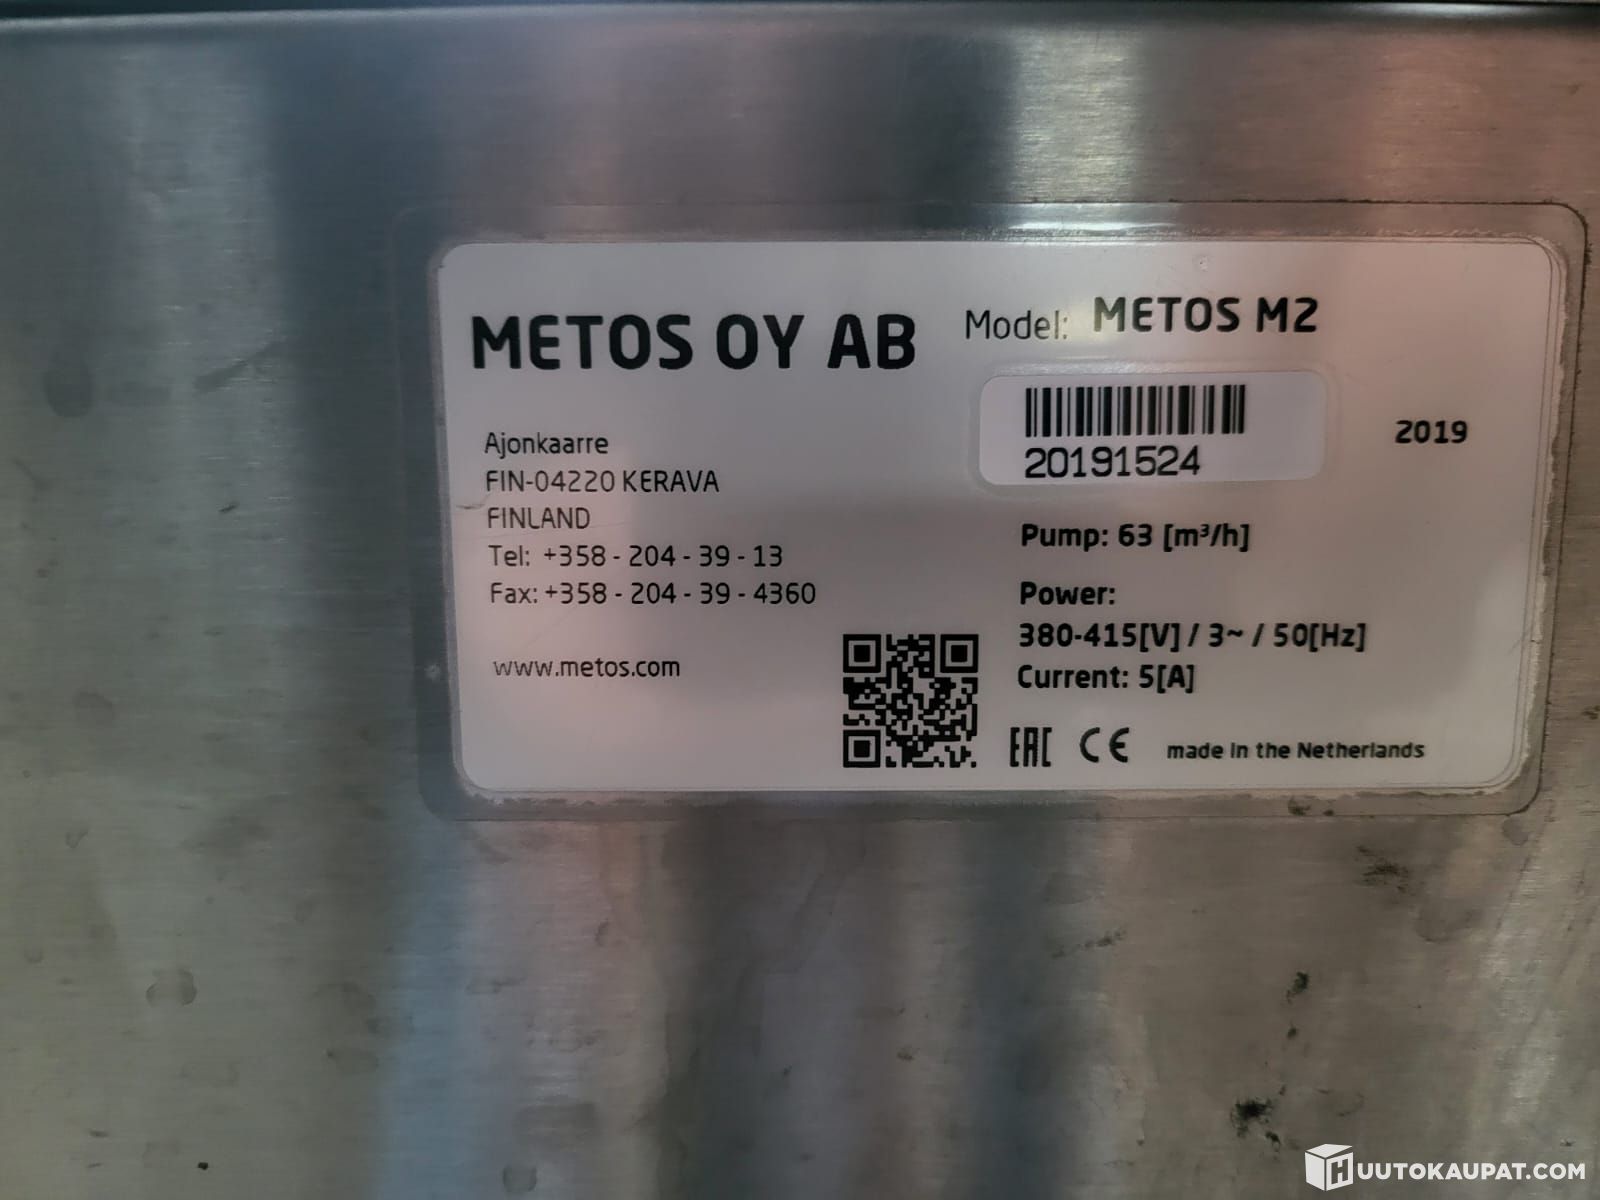 METOS OY AB
Model: METOS M2
20191524
2019
Ajonkaarre
FIN-04220 KERAVA
FINLAND
Tel: +358 - 204 - 39 - 13
Fax: +358 - 204 - 39 - 4360
www.metos.com
Pump: 63 [m³/h]
Power:
380-415[V] / 3~ / 50[Hz]
Current: 5[A]
EAC CE made in the Netherlands
HUUTOKAUPAT.COM